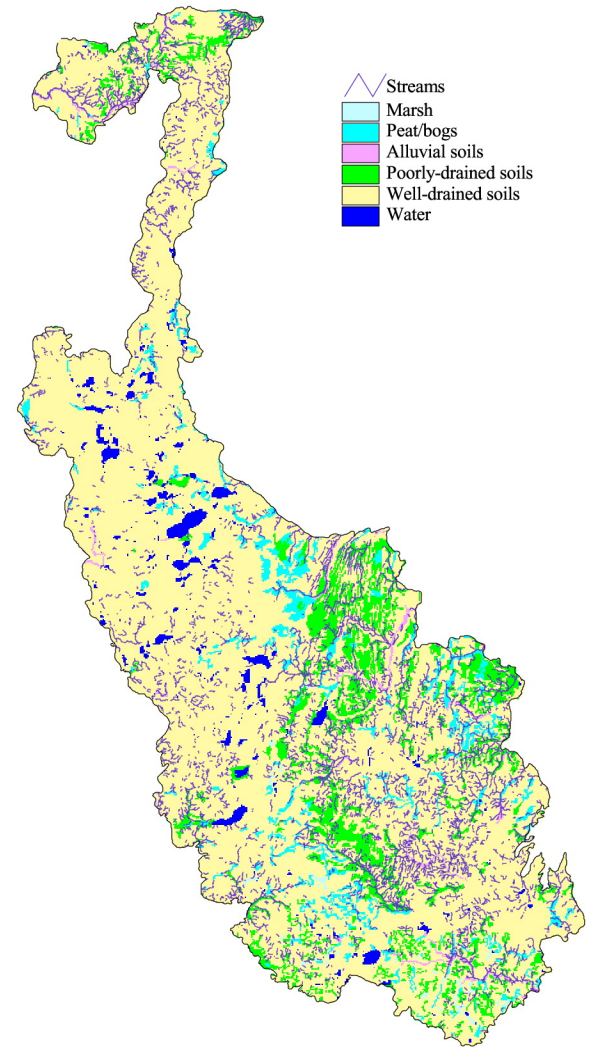 Streams
Marsh
Peat/bogs
Alluvial soils
Poorly-drained soils
Well-drained soils
Water